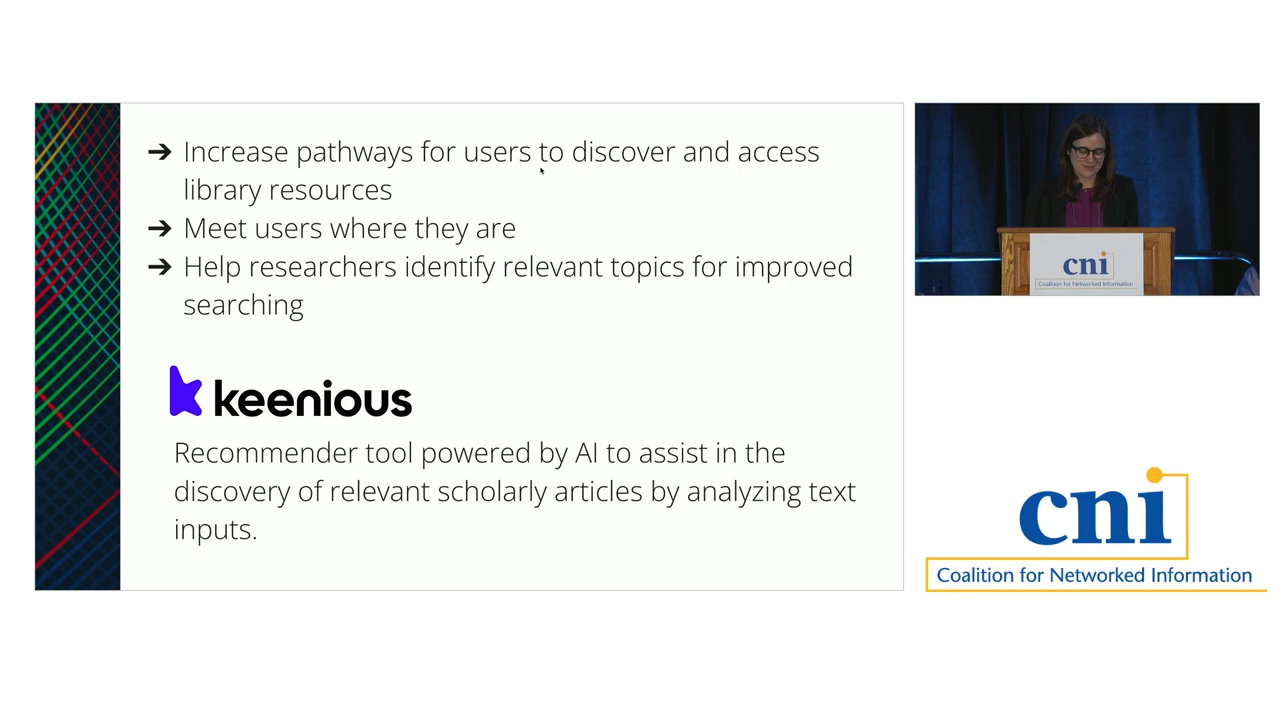 ➔ Increase pathways for users to discover and access
library resources
➔ Meet users where they are
➔ Help researchers identify relevant topics for improved
searching
keenious
Recommender tool powered by AI to assist in the
discovery of relevant scholarly articles by analyzing text
inputs.
cni
Coalition for Networked Information
cni
Coalition for Networked Information